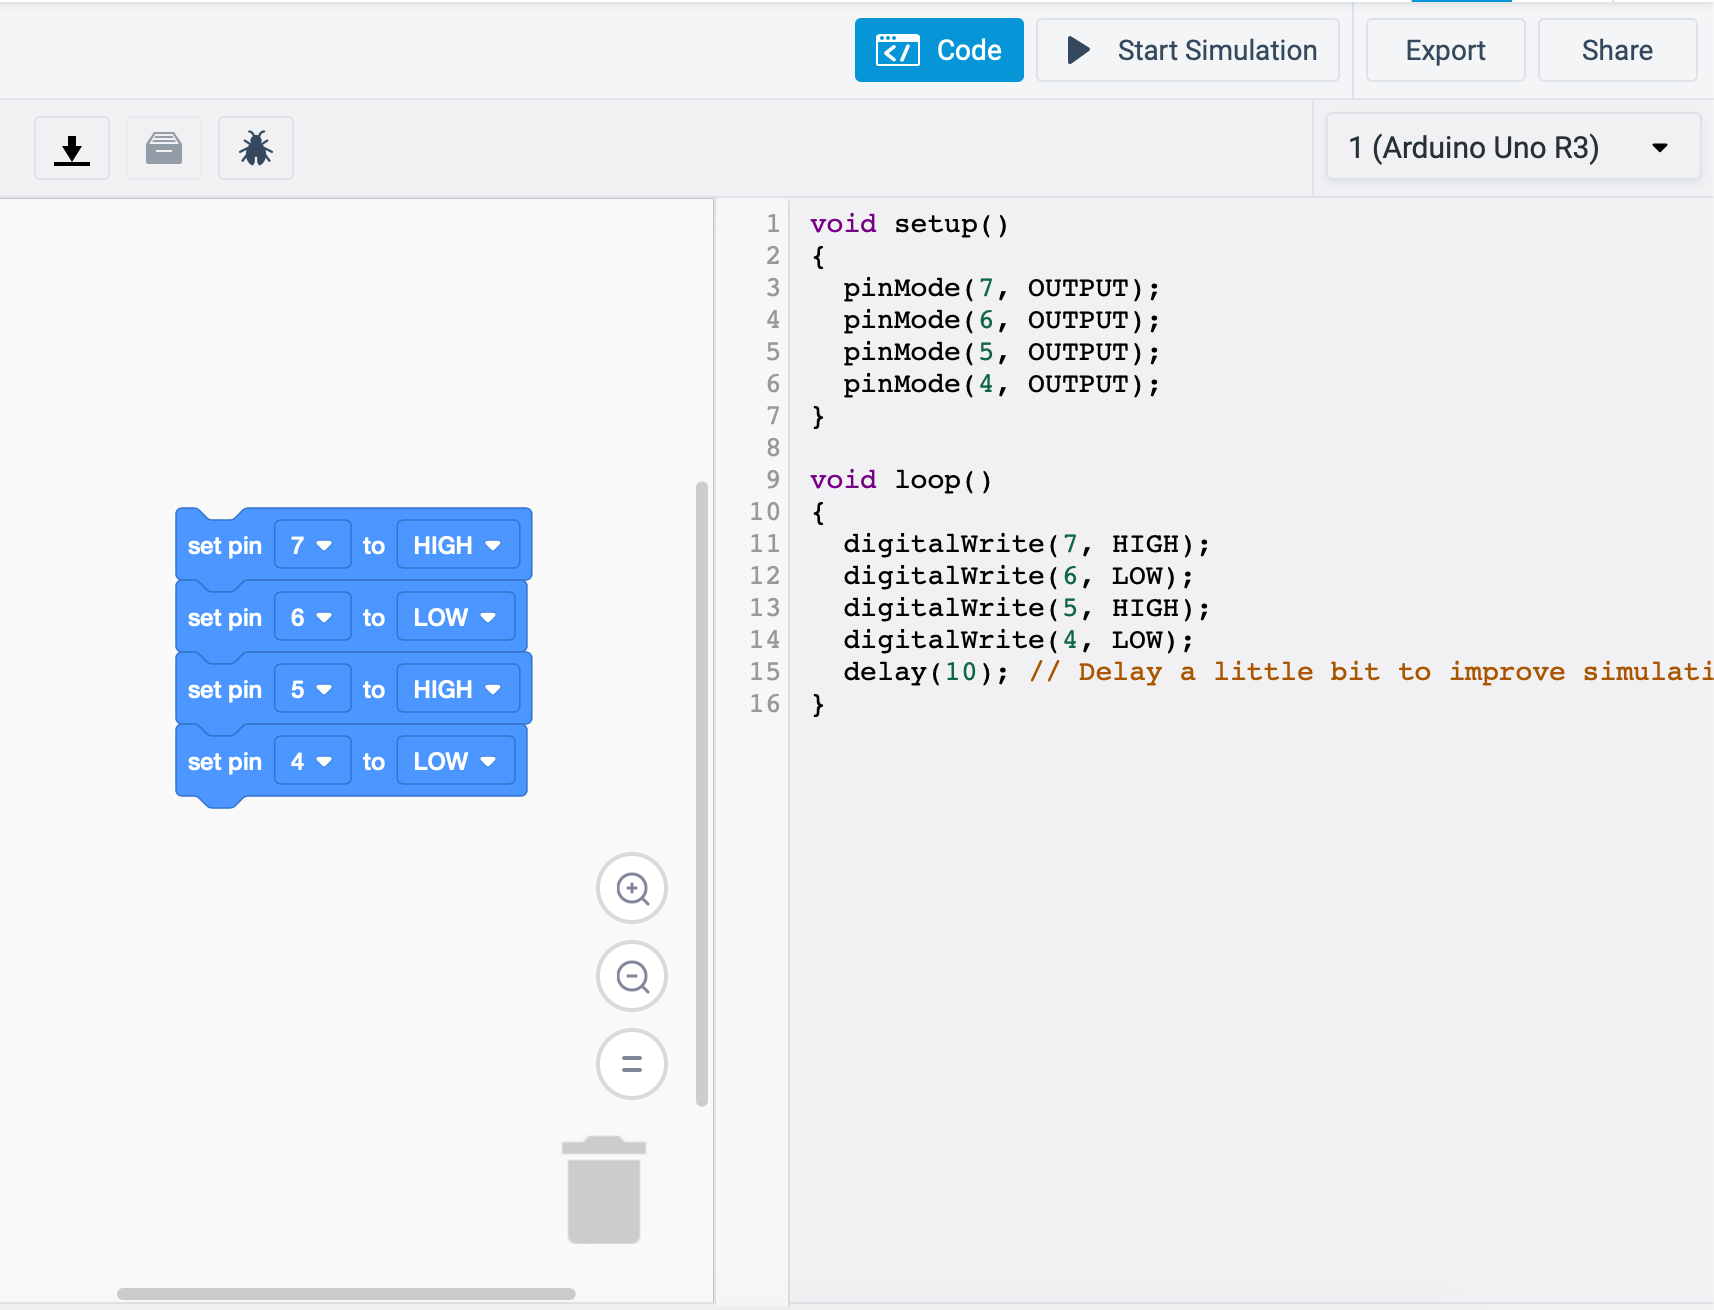 Code
Start Simulation
Export
Share
1 (Arduino Uno R3)
set pin 7 to HIGH
set pin 6 to LOW
set pin 5 to HIGH
set pin 4 to LOW
1 void setup()
2 {
3   pinMode(7, OUTPUT);
4   pinMode(6, OUTPUT);
5   pinMode(5, OUTPUT);
6   pinMode(4, OUTPUT);
7 }
8
9 void loop()
10 {
11   digitalWrite(7, HIGH);
12   digitalWrite(6, LOW);
13   digitalWrite(5, HIGH);
14   digitalWrite(4, LOW);
15   delay(10); // Delay a little bit to improve simulati
16 }